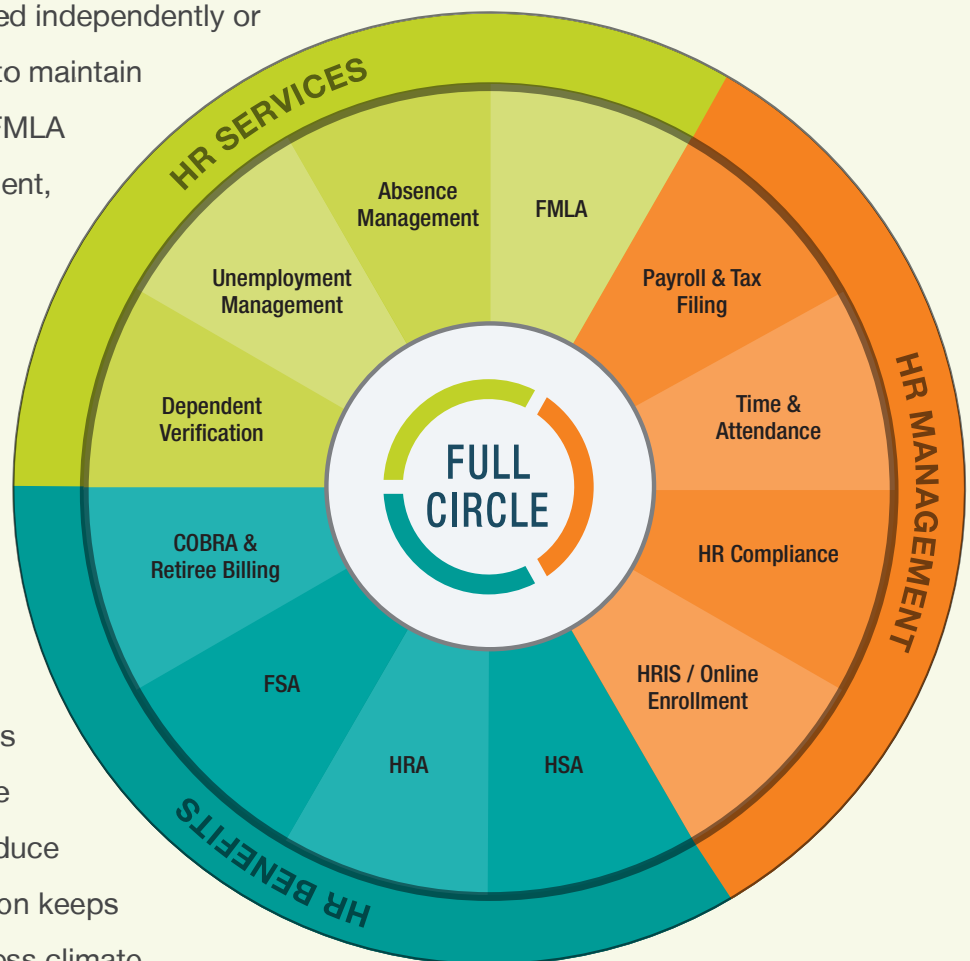 ed independently or
to maintain
FMLA
ent,
HR SERVICES
Absence
Management
FMLA
Unemployment
Management
Payroll & Tax
Filing
Dependent
Verification
Time &
Attendance
HR MANAGEMENT
FULL
CIRCLE
COBRA &
Retiree Billing
HR Compliance
FSA
HRIS / Online
Enrollment
HRA
HSA
HR BENEFITS
s
e
duce
on keeps
ess climate